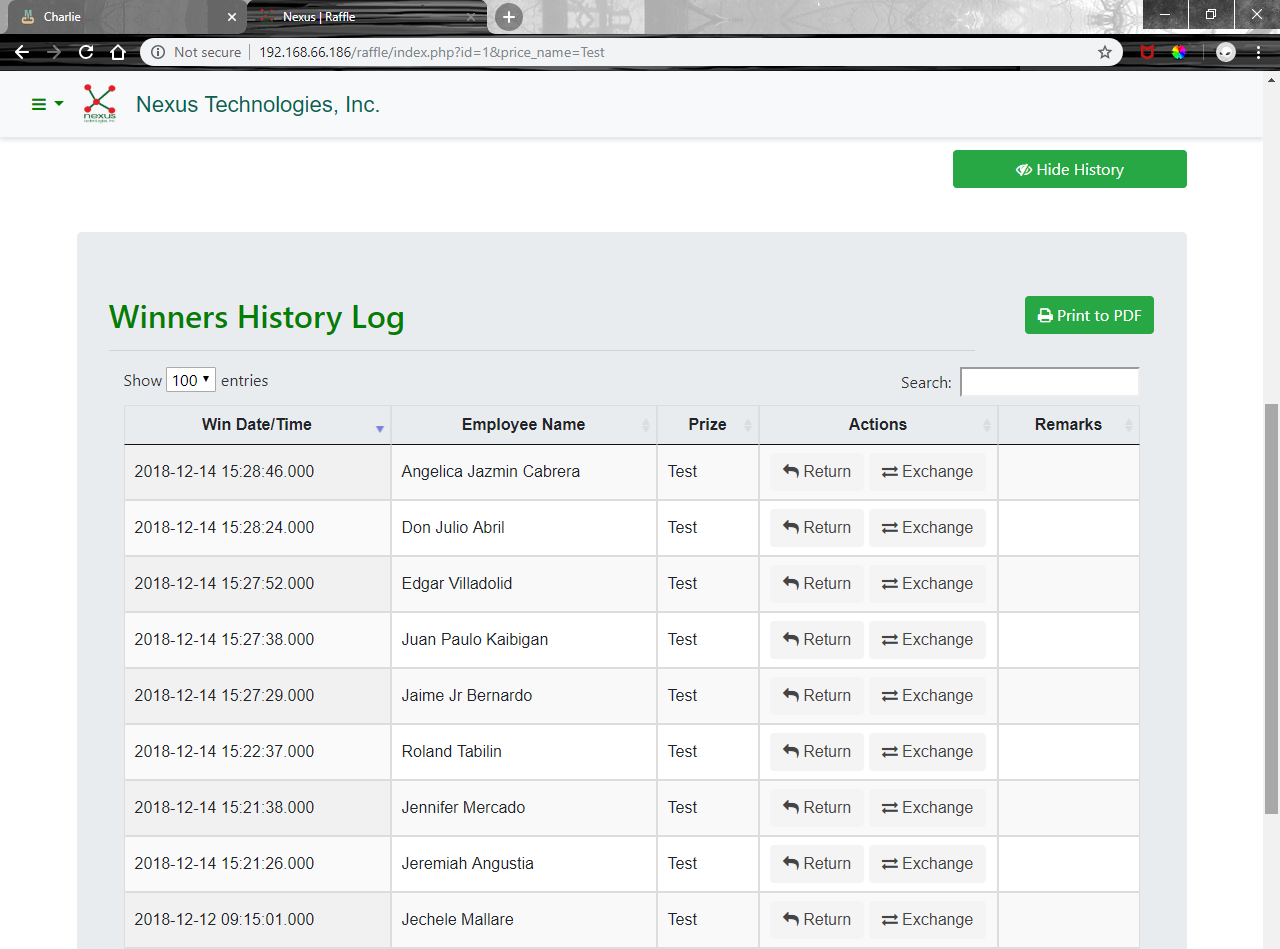 Charlie
Nexus | Raffle
Not secure 192.168.66.186/raffle/index.php?id=1&price_name=Test
nexus
Nexus Technologies, Inc.
Hide History
Winners History Log
Print to PDF
Show 100 entries
Search:
Win Date/Time Employee Name Prize Actions Remarks
2018-12-14 15:28:46.000 Angelica Jazmin Cabrera Test Return Exchange
2018-12-14 15:28:24.000 Don Julio Abril Test Return Exchange
2018-12-14 15:27:52.000 Edgar Villadolid Test Return Exchange
2018-12-14 15:27:38.000 Juan Paulo Kaibigan Test Return Exchange
2018-12-14 15:27:29.000 Jaime Jr Bernardo Test Return Exchange
2018-12-14 15:22:37.000 Roland Tabilin Test Return Exchange
2018-12-14 15:21:38.000 Jennifer Mercado Test Return Exchange
2018-12-14 15:21:26.000 Jeremiah Angustia Test Return Exchange
2018-12-12 09:15:01.000 Jechele Mallare Test Return Exchange